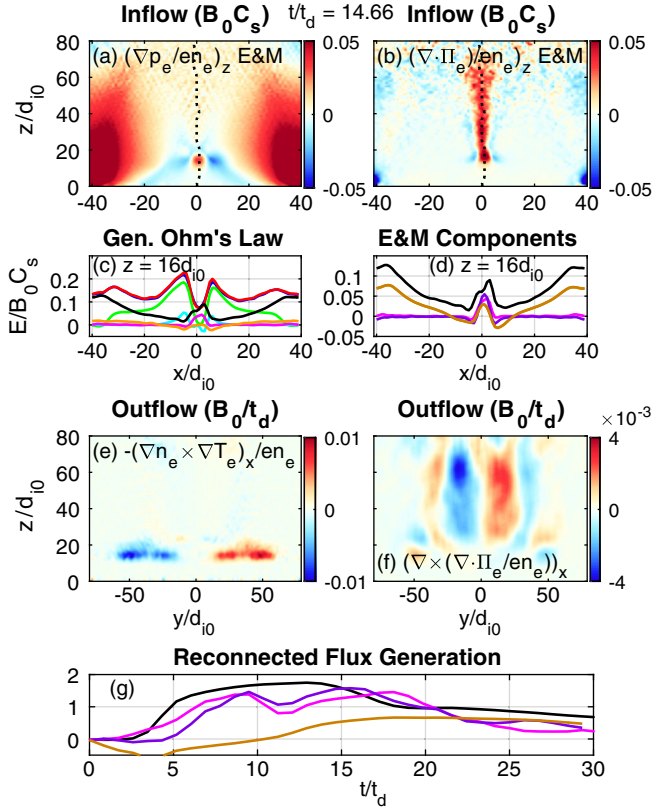 Inflow (B₀Cₛ) t/t_d = 14.66 Inflow (B₀Cₛ)
(a) (∇p_e/en_e)_z E&M
(b) (∇·Π_e)/en_e)_z E&M
z/d_i0
80
60
40
20
0
-40 -20 0 20 40
0.05
0
-0.05
-40 -20 0 20 40
0.05
0
-0.05
Gen. Ohm's Law
E&M Components
(c) z = 16d_i0
(d) z = 16d_i0
E/B₀Cₛ
0.2
0.1
0
-40 -20 0 20 40
x/d_i0
0.1
0.05
0
-0.05
-40 -20 0 20 40
x/d_i0
Outflow (B₀/t_d)
Outflow (B₀/t_d)
(e) -(∇n_e × ∇T_e)_x/en_e
z/d_i0
80
60
40
20
0
-50 0 50
y/d_i0
0.01
0
-0.01
(f) (∇×(∇·Π_e/en_e))_x
-50 0 50
y/d_i0
×10⁻³
4
2
0
-2
-4
Reconnected Flux Generation
(g)
2
1
0
0 5 10 15 20 25 30
t/t_d